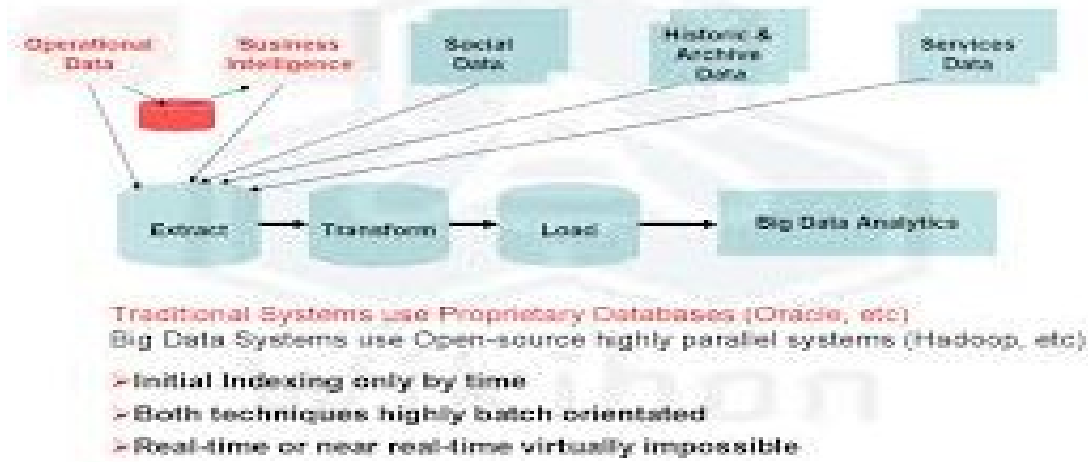 Operational
Data
Business
Intelligence
Social
Data
Historic &
Archive
Data
Services
Data
Extract
Transform
Load
Big Data Analytics
Traditional Systems use Proprietary Databases (Oracle, etc)
Big Data Systems use Open-source highly parallel systems (Hadoop, etc)
➢Initial Indexing only by time
➢Both techniques highly batch orientated
➢Real-time or near real-time virtually impossible